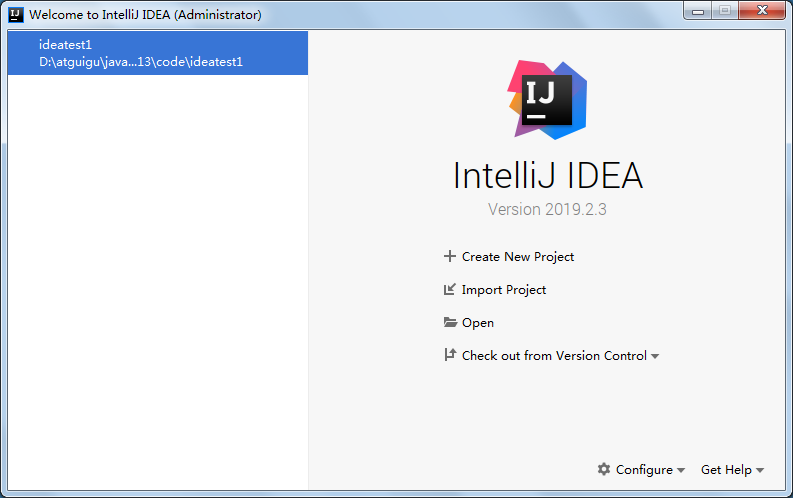 Welcome to IntelliJ IDEA (Administrator)
ideatest1
D:\atguigu\java...13\code\ideatest1
IJ
IntelliJ IDEA
Version 2019.2.3
Create New Project
Import Project
Open
Check out from Version Control
Configure
Get Help